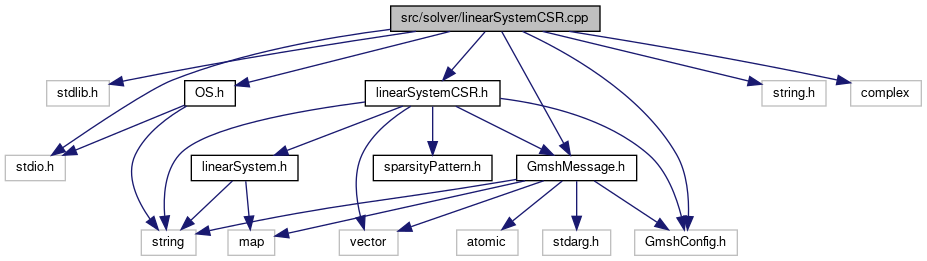 src/solver/linearSystemCSR.cpp
stdlib.h
OS.h
linearSystemCSR.h
string.h
complex
stdio.h
linearSystem.h
sparsityPattern.h
GmshMessage.h
string
map
vector
atomic
stdarg.h
GmshConfig.h